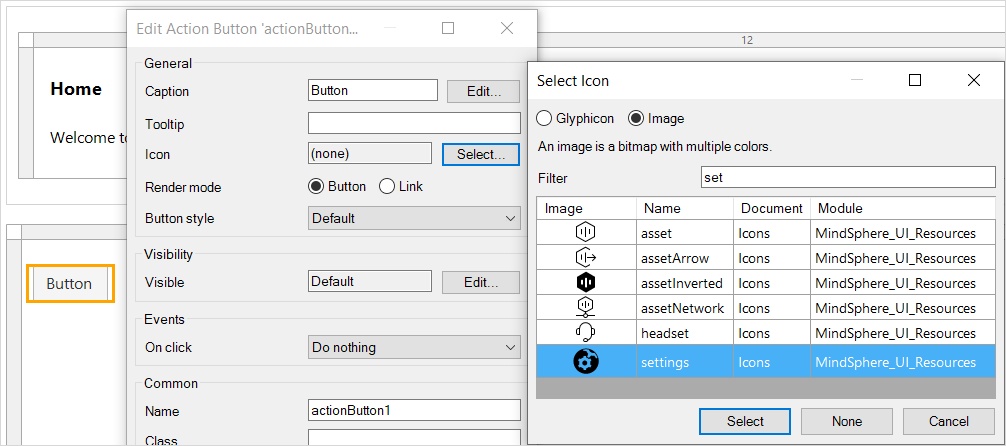 12
Home
Welcome to
Button
Edit Action Button 'actionButton...
General
Caption Button Edit...
Tooltip
Icon (none) Select...
Render mode Button Link
Button style Default
Visibility
Visible Default Edit...
Events
On click Do nothing
Common
Name actionButton1
Class
Select Icon
Glyphicon Image
An image is a bitmap with multiple colors.
Filter set
Image Name Document Module
asset Icons MindSphere_UI_Resources
assetArrow Icons MindSphere_UI_Resources
assetInverted Icons MindSphere_UI_Resources
assetNetwork Icons MindSphere_UI_Resources
headset Icons MindSphere_UI_Resources
settings Icons MindSphere_UI_Resources
Select None Cancel